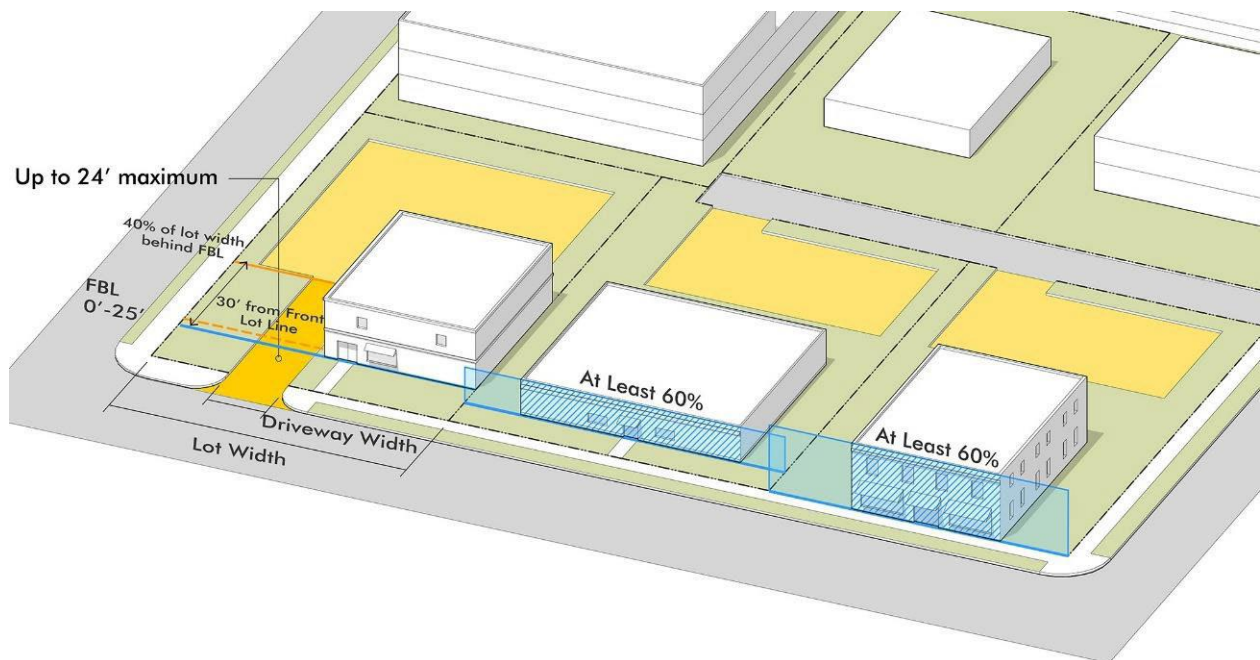 Up to 24’ maximum
40% of lot width
behind FBL
FBL
0’-25’
30’ from Front
Lot Line
At Least 60%
At Least 60%
Driveway Width
Lot Width